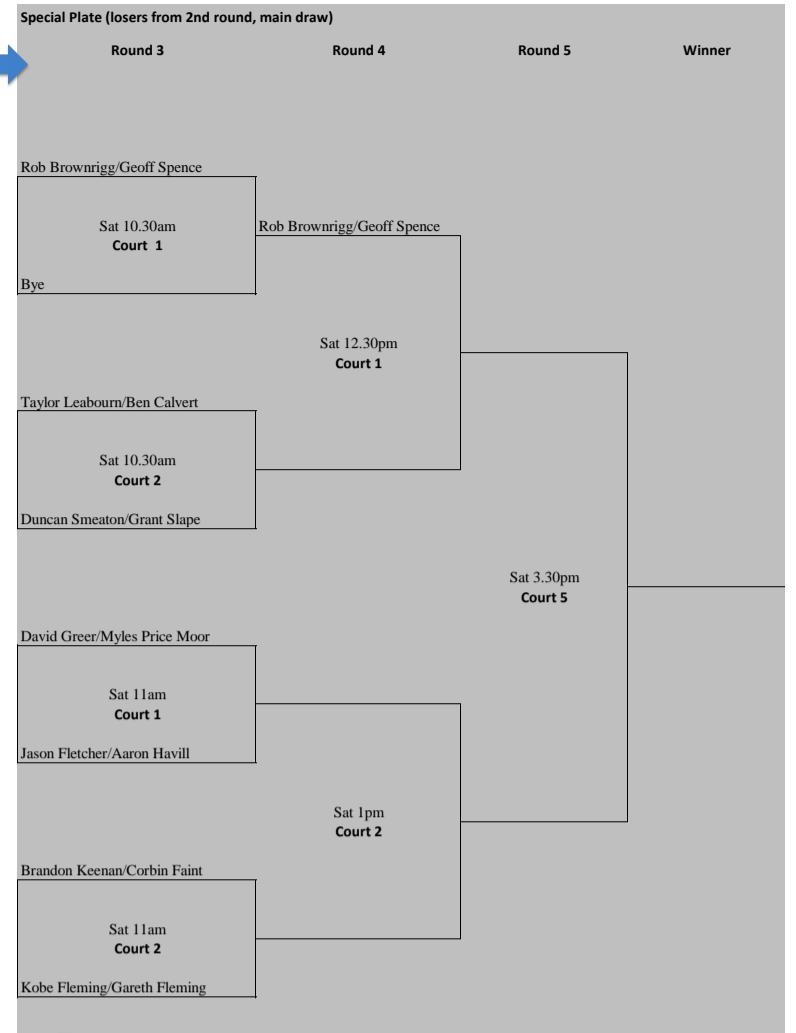 Special Plate (losers from 2nd round, main draw)
Round 3 Round 4 Round 5 Winner
Rob Brownrigg/Geoff Spence
Sat 10.30am
Court 1
Rob Brownrigg/Geoff Spence
Bye
Sat 12.30pm
Court 1
Taylor Leabourn/Ben Calvert
Sat 10.30am
Court 2
Duncan Smeaton/Grant Slape
Sat 3.30pm
Court 5
David Greer/Myles Price Moor
Sat 11am
Court 1
Jason Fletcher/Aaron Havill
Sat 1pm
Court 2
Brandon Keenan/Corbin Faint
Sat 11am
Court 2
Kobe Fleming/Gareth Fleming